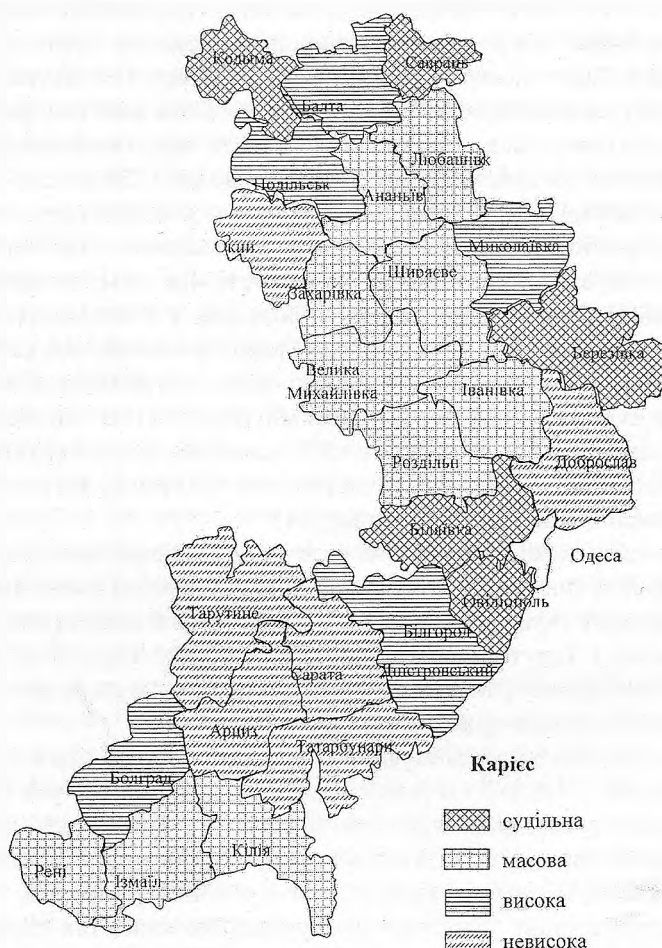 Кодыма
Саврань
Балта
Любашівк
Подільськ
Ананьїв
Окни
Миколаївка
Ширяєве
Захарівка
Березівка
Велика
Михайлівка
Іванівка
Роздільн
Доброслав
Біляївка
Одеса
Овідіополь
Тарутине
Білгород
Дністровський
Сарата
Арциз
Татарбунари
Болград
Рені
Ізмаїл
Кілія
Карієс
суцільна
масова
висока
невисока